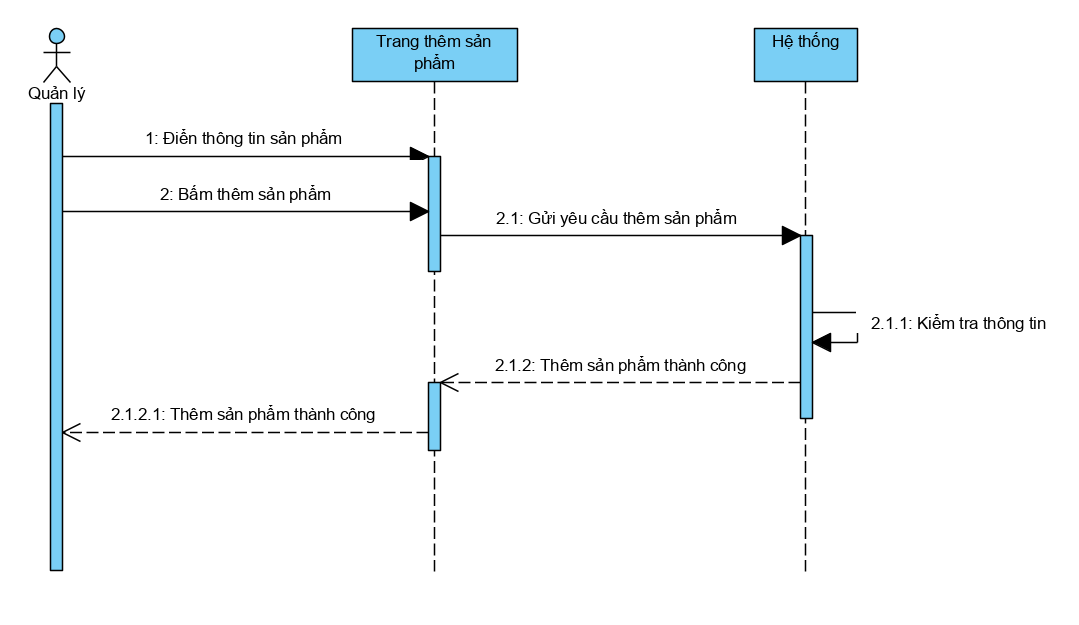 Trang thêm sản
phẩm
Hệ thống
Quản lý
1: Điển thông tin sản phẩm
2: Bấm thêm sản phẩm
2.1: Gửi yêu cầu thêm sản phẩm
2.1.1: Kiểm tra thông tin
2.1.2: Thêm sản phẩm thành công
2.1.2.1: Thêm sản phẩm thành công